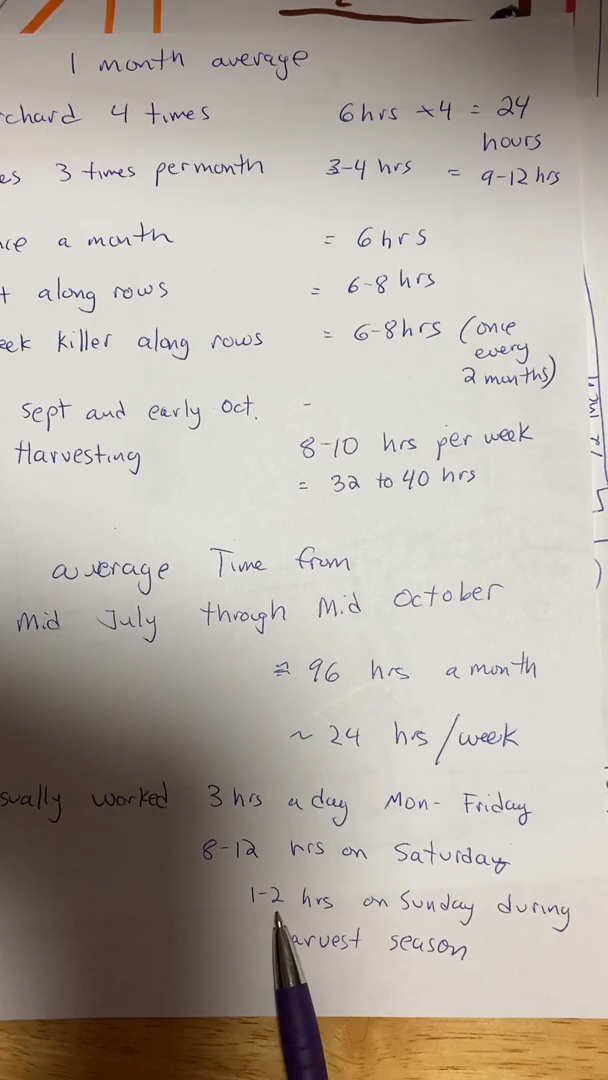 1 month average
chard 4 times 6hrs x4 = 24 hours
es 3 times per month 3-4 hrs = 9-12 hrs
ce a month = 6hrs
along rows = 6-8 hrs
eek killer along rows = 6-8hrs (once every 2 months)
Sept and early Oct. -
Harvesting 8-10 hrs per week
= 32 to 40 hrs
average Time from
Mid July through Mid October
≈ 96 hrs a month
~ 24 hrs/week
sually worked 3 hrs a day Mon-Friday
8-12 hrs on Saturday
1-2 hrs on Sunday during
arvest season